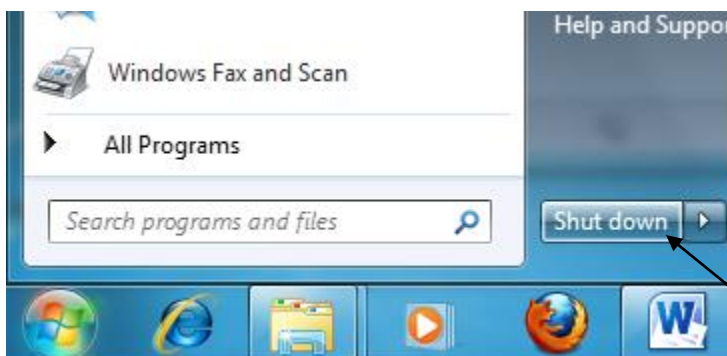 Help and Suppor
Windows Fax and Scan
All Programs
Search programs and files
Shut down
W